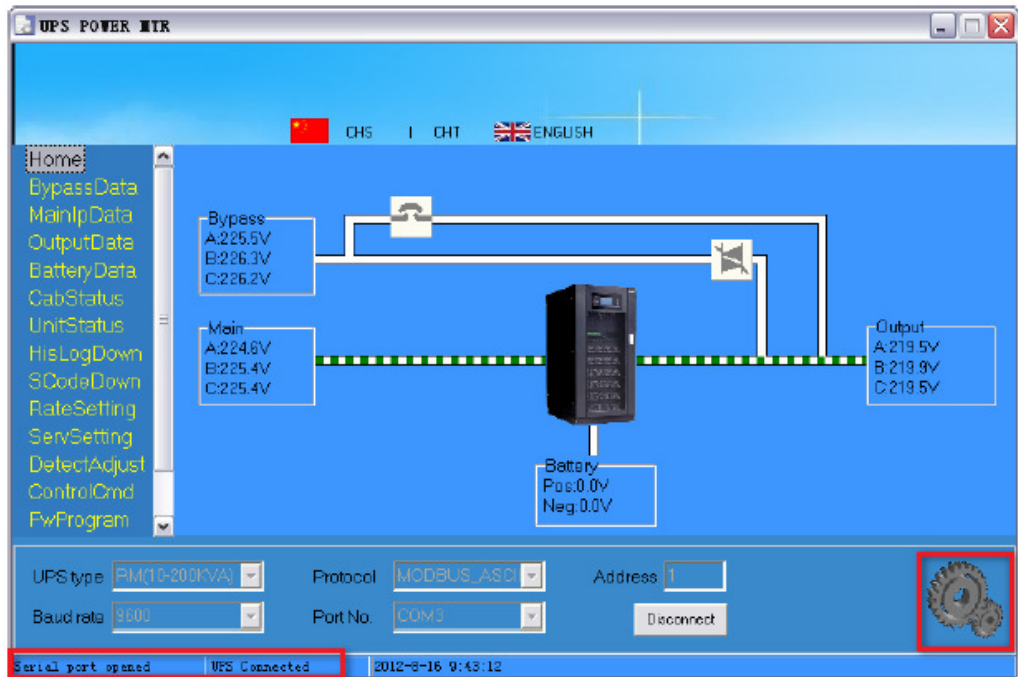 UPS POWER MTR
CHS | CHT ENGLISH
Home
BypassData
MainIpData
OutputData
BatteryData
CabStatus
UnitStatus
HisLogDown
SCodeDown
RateSetting
ServSetting
DetectAdjust
ControlCmd
FwProgram
Bypass
A:225.5V
B:226.3V
C:226.2V
Main
A:224.6V
B:225.4V
C:225.4V
Output
A:219.5V
B:219.9V
C:219.5V
Battery
Pos:0.0V
Neg:0.0V
UPS type RM(10-200KVA) Protocol MODBUS_ASCI Address 1
Baud rate 9600 Port No. COM3 Disconnect
Serial port opened UPS Connected 2012-8-16 9:43:12